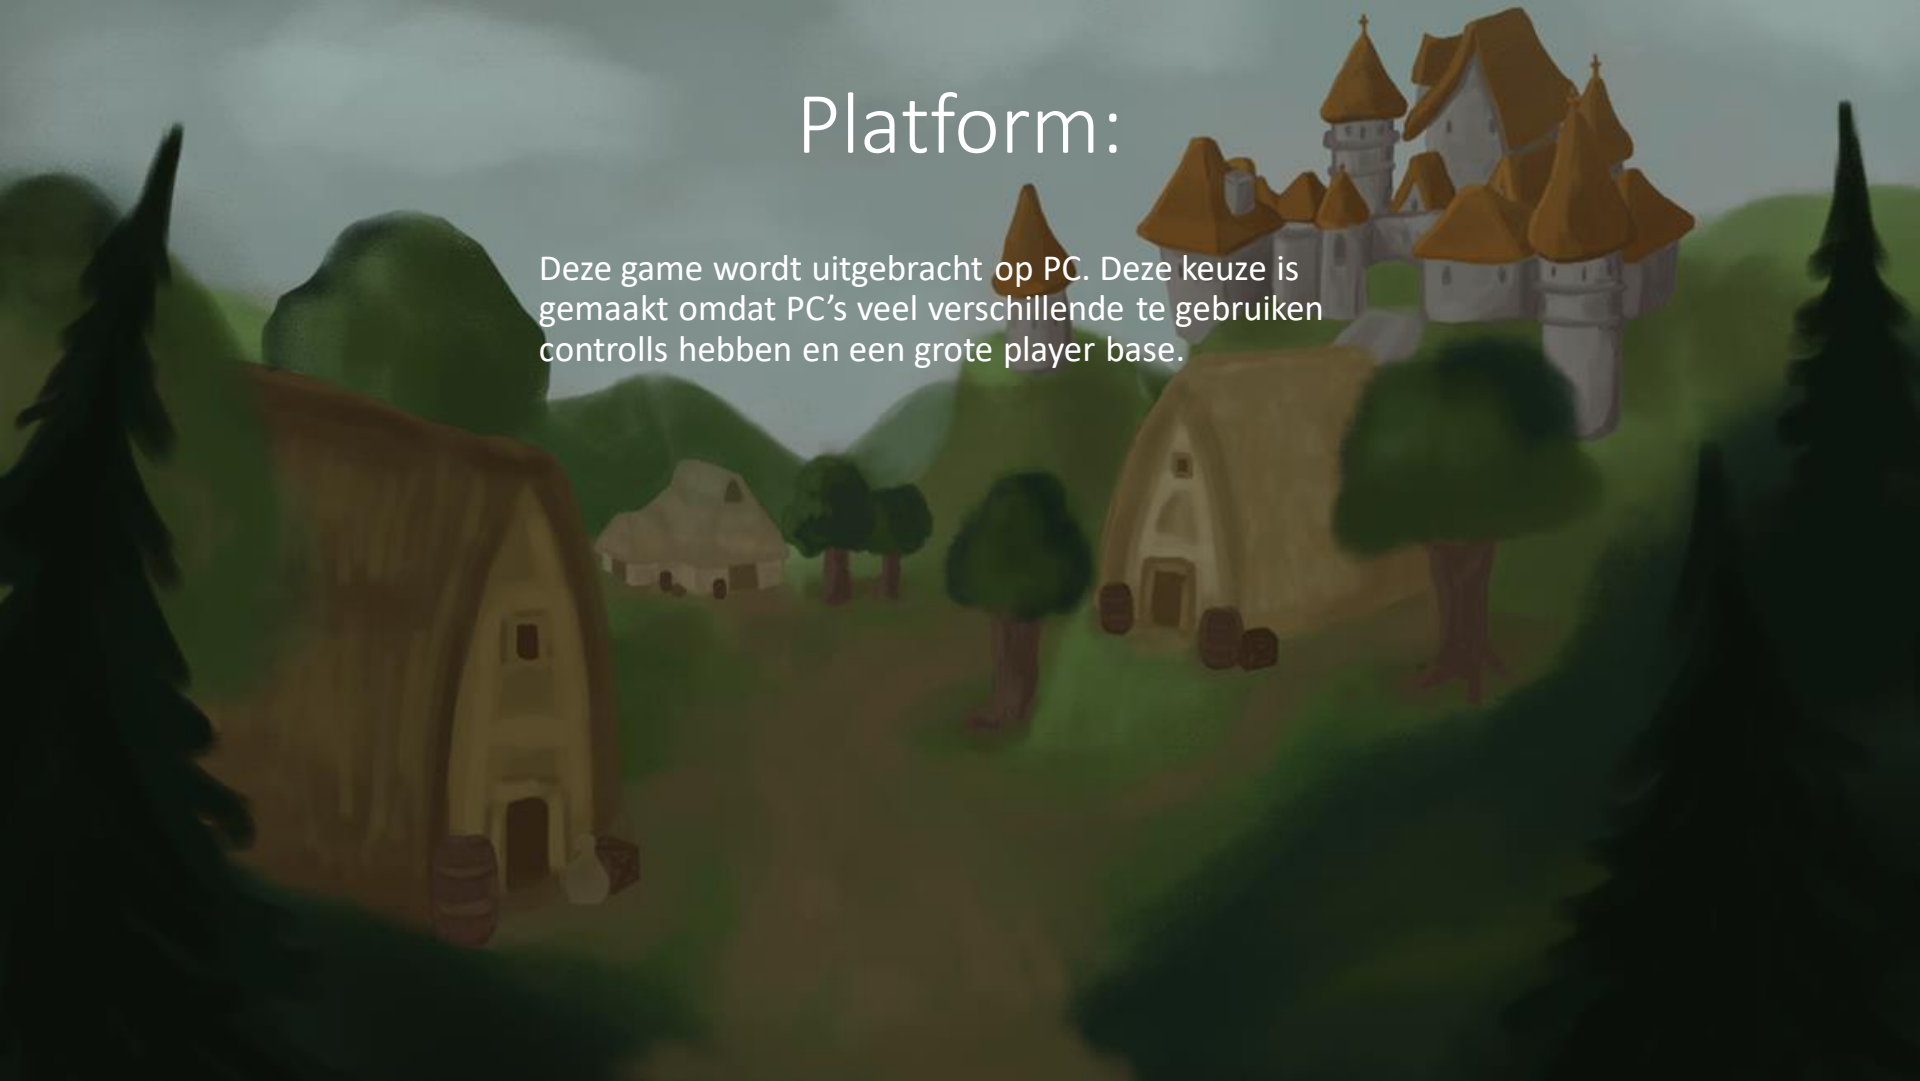 Platform:
Deze game wordt uitgebracht op PC. Deze keuze is
gemaakt omdat PC’s veel verschillende te gebruiken
controlls hebben en een grote player base.